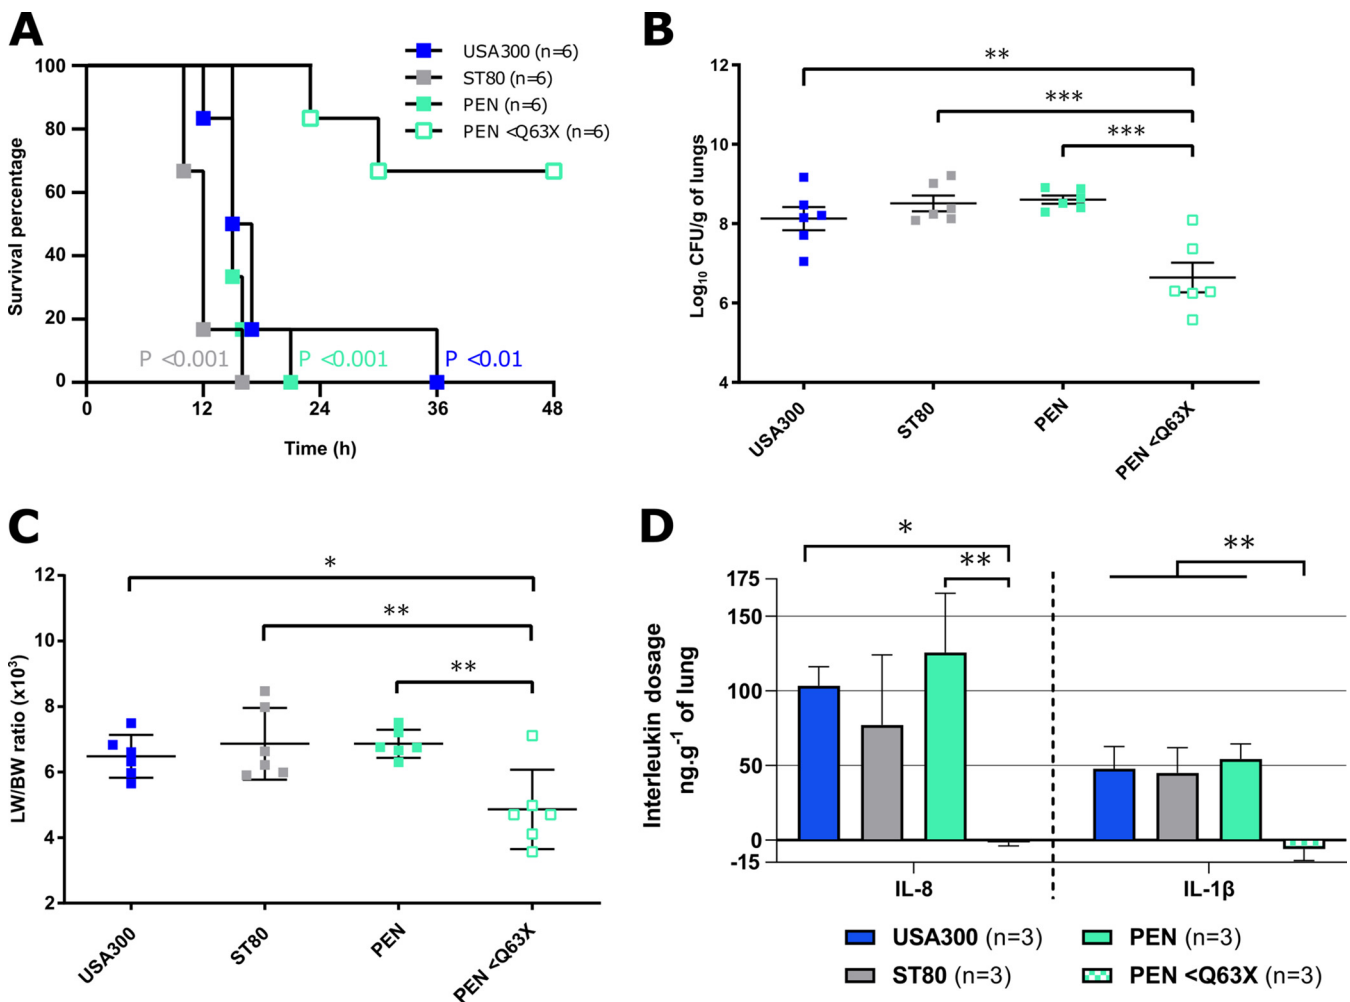 A
USA300 (n=6)
ST80 (n=6)
PEN (n=6)
PEN <Q63X (n=6)
Survival percentage
100
80
60
40
20
0
P <0.001
P <0.001
P <0.01
0 12 24 36 48
Time (h)
B
Log10 CFU/g of lungs
12
10
8
6
4
**
***
***
USA300
ST80
PEN
PEN <Q63X
C
LW/BW ratio (x10³)
12
10
8
6
4
2
*
**
**
USA300
ST80
PEN
PEN <Q63X
D
Interleukin dosage
ng.g⁻¹ of lung
175
150
100
50
0
-15
*
**
**
IL-8 IL-1β
USA300 (n=3)
PEN (n=3)
ST80 (n=3)
PEN <Q63X (n=3)